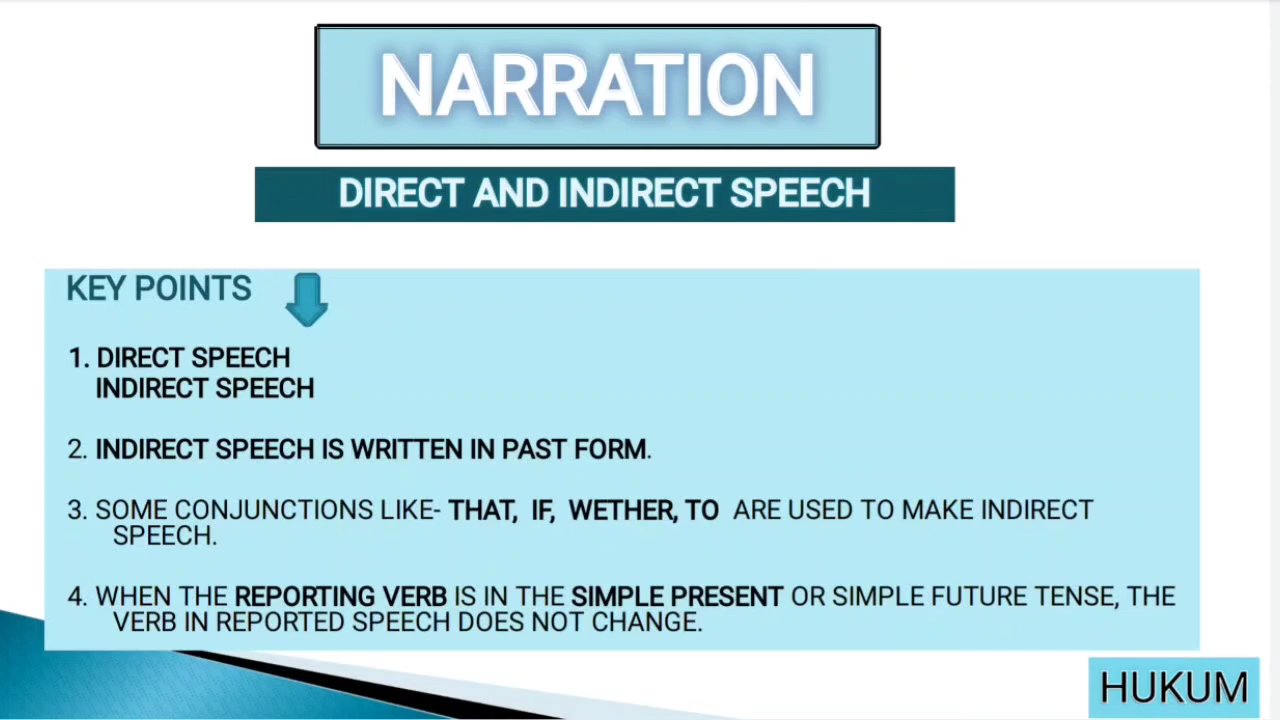 NARRATION
DIRECT AND INDIRECT SPEECH
KEY POINTS
1. DIRECT SPEECH
INDIRECT SPEECH
2. INDIRECT SPEECH IS WRITTEN IN PAST FORM.
3. SOME CONJUNCTIONS LIKE- THAT, IF, WETHER, TO ARE USED TO MAKE INDIRECT
SPEECH.
4. WHEN THE REPORTING VERB IS IN THE SIMPLE PRESENT OR SIMPLE FUTURE TENSE, THE
VERB IN REPORTED SPEECH DOES NOT CHANGE.
HUKUM